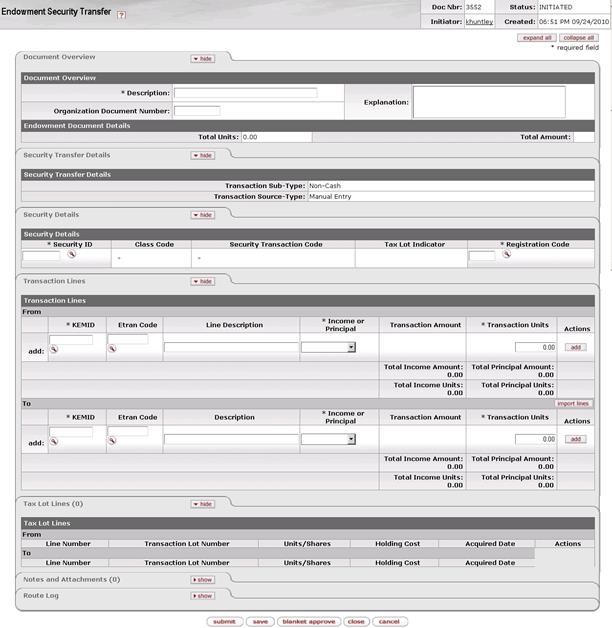 Endowment Security Transfer ?
Doc Nbr: 3552 Status: INITIATED
Initiator: khuntley Created: 06:51 PM 09/24/2010
expand all collapse all
* required field
Document Overview hide
Document Overview
* Description: Explanation:
Organization Document Number:
Endowment Document Details
Total Units: 0.00 Total Amount:
Security Transfer Details hide
Security Transfer Details
Transaction Sub-Type: Non-Cash
Transaction Source-Type: Manual Entry
Security Details hide
Security Details
* Security ID Class Code Security Transaction Code Tax Lot Indicator * Registration Code
- -
Transaction Lines hide
Transaction Lines
From
* KEMID Etran Code Line Description * Income or Principal Transaction Amount * Transaction Units Actions
add: 0.00 add
Total Income Amount: 0.00 Total Principal Amount: 0.00
Total Income Units: 0.00 Total Principal Units: 0.00
To import lines
* KEMID Etran Code Description * Income or Principal Transaction Amount * Transaction Units Actions
add: 0.00 add
Total Income Amount: 0.00 Total Principal Amount: 0.00
Total Income Units: 0.00 Total Principal Units: 0.00
Tax Lot Lines (0) hide
Tax Lot Lines
From
Line Number Transaction Lot Number Units/Shares Holding Cost Acquired Date Actions
To
Line Number Transaction Lot Number Units/Shares Holding Cost Acquired Date
Notes and Attachments (0) show
Route Log show
submit save blanket approve close cancel